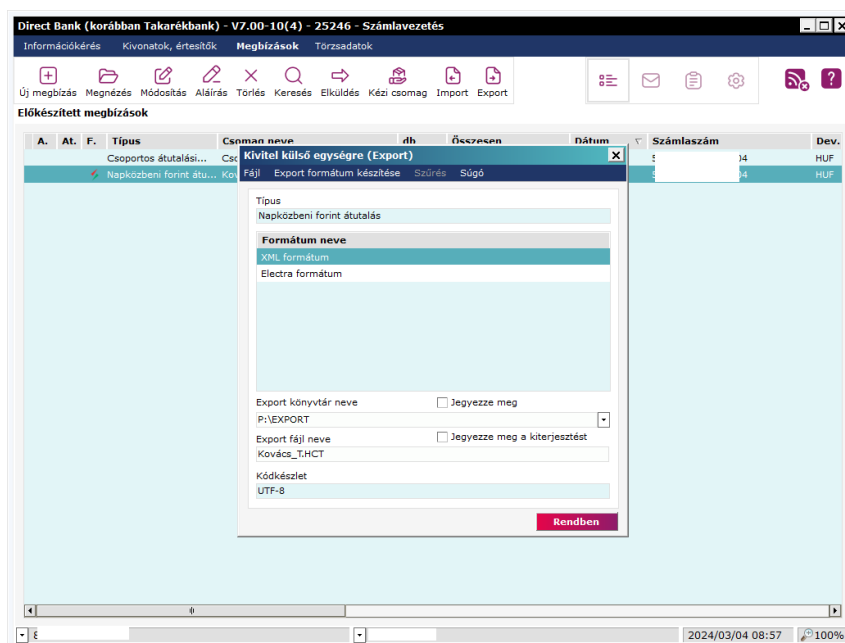 Direct Bank (korábban Takarékbank) - V7.00-10(4) - 25246 - Számlavezetés
Információkérés Kivonatok, értesítők Megbízások Törzsadatok
Új megbízás Megnézés Módosítás Aláírás Törlés Keresés Elküldés Kézi csomag Import Export
Előkészített megbízások
A. At. F. Típus Csomag neve db Összesen Dátum Számlaszám Dev.
Csoportos átutalási... 04 HUF
Napközbeni forint átu... 04 HUF
Kivitel külső egységre (Export)
Fájl Export formátum készítése Szűrés Súgó
Típus
Napközbeni forint átutalás
Formátum neve
XML formátum
Electra formátum
Export könyvtár neve Jegyezze meg
P:\EXPORT
Export fájl neve Jegyezze meg a kiterjesztést
Kovács_T.HCT
Kódkészlet
UTF-8
Rendben
8 2024/03/04 08:57 100%